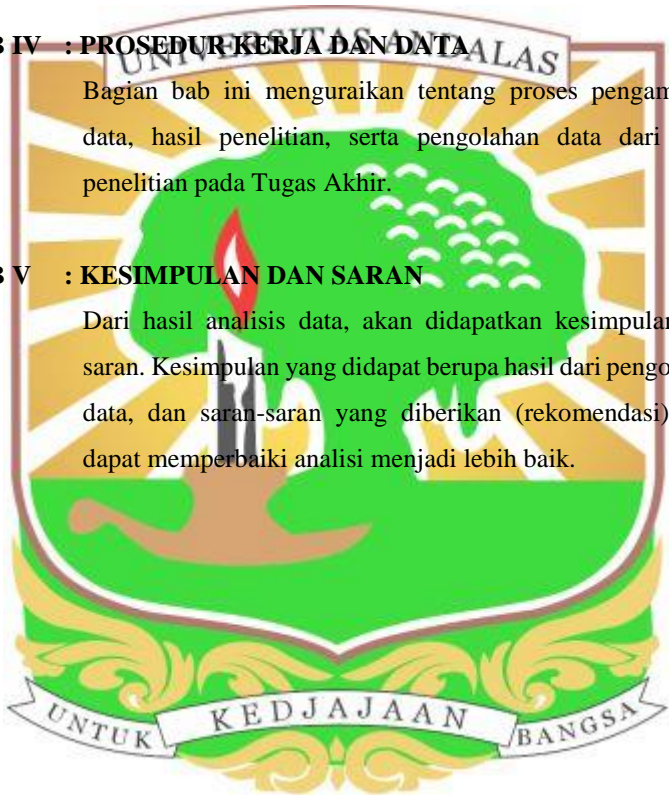 UNIVERSITAS ANDALAS
B IV : PROSEDUR KERJA DAN DATA
Bagian bab ini menguraikan tentang proses pengam
data, hasil penelitian, serta pengolahan data dari
penelitian pada Tugas Akhir.
B V : KESIMPULAN DAN SARAN
Dari hasil analisis data, akan didapatkan kesimpulan
saran. Kesimpulan yang didapat berupa hasil dari pengo
data, dan saran-saran yang diberikan (rekomendasi)
dapat memperbaiki analisi menjadi lebih baik.
UNTUK KEDJAJAAN BANGSA